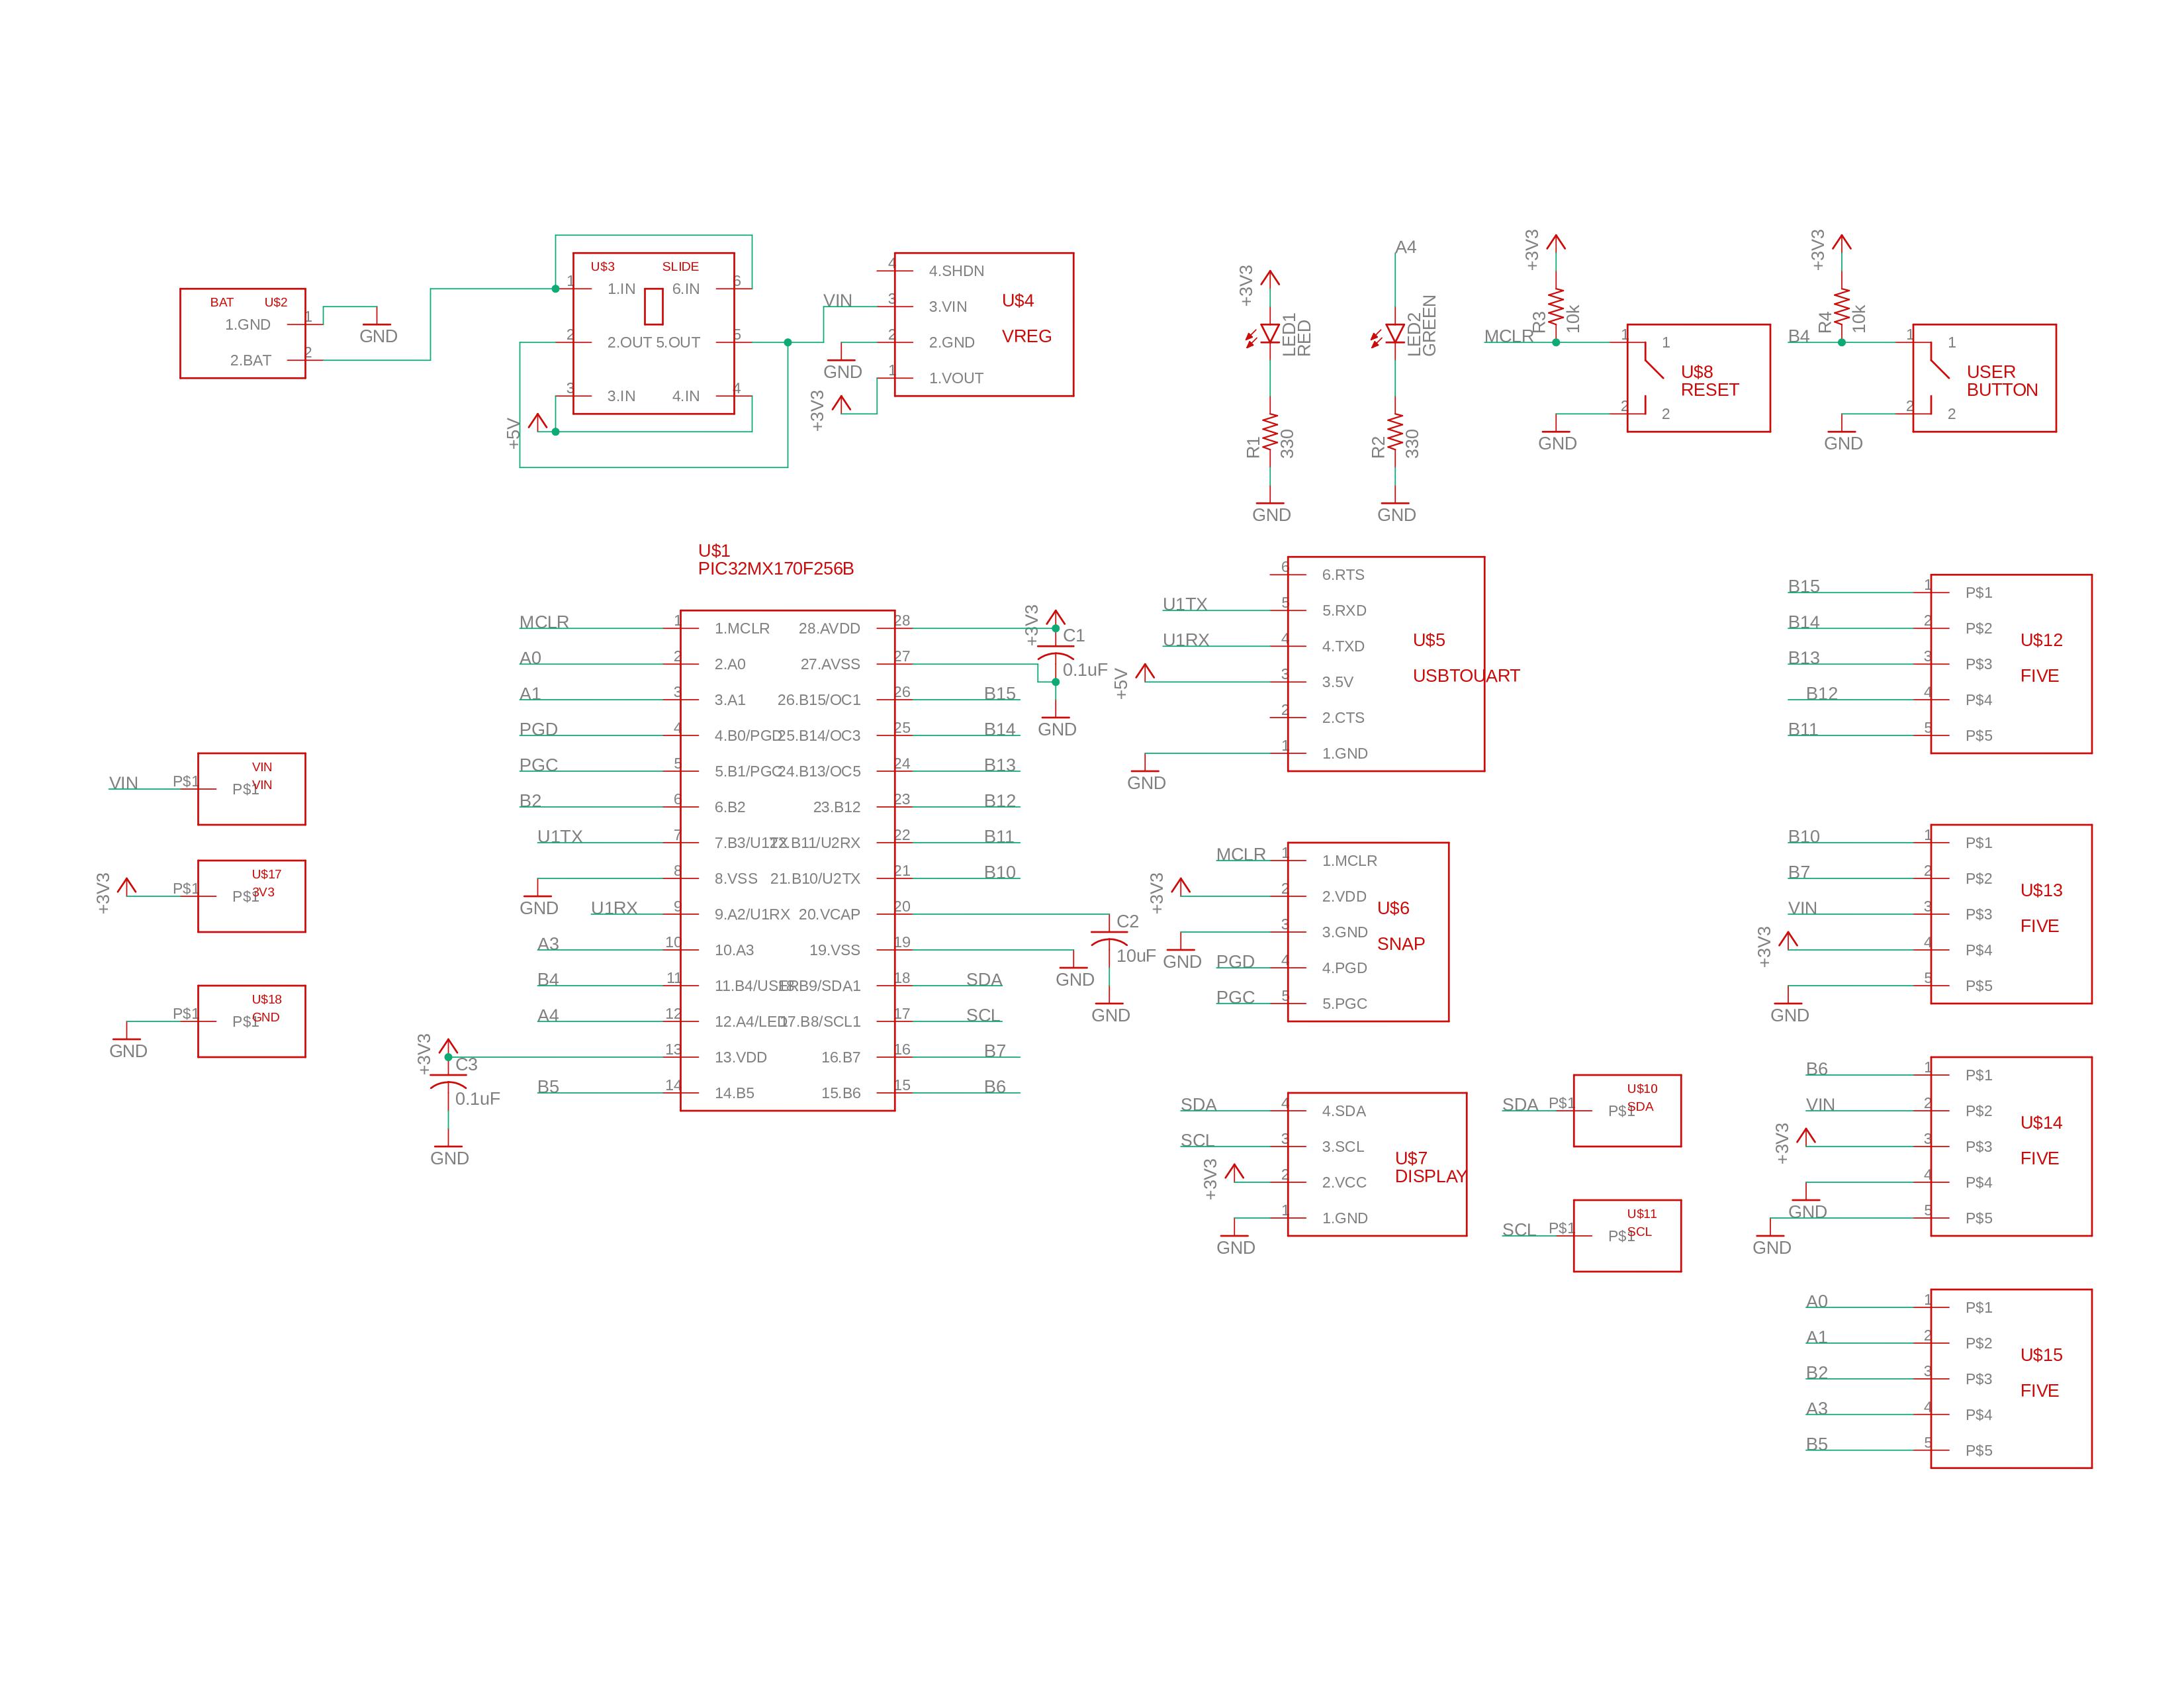 BAT U$2
1.GND 1
2.BAT 2
GND
U$3 SLIDE
1 1.IN 6.IN 6
2 2.OUT 5.OUT 5
3 3.IN 4.IN 4
+5V
VIN
GND
+3V3
4 4.SHDN
3 3.VIN
2 2.GND
1 1.VOUT
U$4
VREG
+3V3
LED1
RED
R1
330
GND
A4
LED2
GREEN
R2
330
GND
+3V3
R3
10k
MCLR
GND
1 1
2 2
U$8
RESET
+3V3
R4
10k
B4
GND
1 1
2 2
USER
BUTTON
U$1
PIC32MX170F256B
MCLR 1 1.MCLR 28.AVDD 28
A0 2 2.A0 27.AVSS 27
A1 3 3.A1 26.B15/OC1 26 B15
PGD 4 4.B0/PGD 25.B14/OC3 25 B14
PGC 5 5.B1/PGC 24.B13/OC5 24 B13
B2 6 6.B2 23.B12 23 B12
U1TX 7 7.B3/U1TX 22.B11/U2RX 22 B11
GND 8 8.VSS 21.B10/U2TX 21 B10
U1RX 9 9.A2/U1RX 20.VCAP 20
A3 10 10.A3 19.VSS 19 GND
B4 11 11.B4/USER 18.B9/SDA1 18 SDA
A4 12 12.A4/LED 17.B8/SCL1 17 SCL
13 13.VDD 16.B7 16 B7
B5 14 14.B5 15.B6 15 B6
+3V3
C1
0.1uF
GND
C2
10uF
GND
+3V3
C3
0.1uF
GND
VIN P$1 P$1
VIN
VIN
+3V3 P$1 P$1
U$17
3V3
GND P$1 P$1
U$18
GND
6 6.RTS
U1TX 5 5.RXD
U1RX 4 4.TXD
+5V 3 3.5V
2 2.CTS
GND 1 1.GND
U$5
USBTOUART
MCLR 1 1.MCLR
+3V3 2 2.VDD
GND 3 3.GND
PGD 4 4.PGD
PGC 5 5.PGC
U$6
SNAP
SDA 4 4.SDA
SCL 3 3.SCL
+3V3 2 2.VCC
GND 1 1.GND
U$7
DISPLAY
SDA P$1 P$1
U$10
SDA
SCL P$1 P$1
U$11
SCL
B15 1 P$1
B14 2 P$2
B13 3 P$3
B12 4 P$4
B11 5 P$5
U$12
FIVE
B10 1 P$1
B7 2 P$2
VIN 3 P$3
+3V3 4 P$4
GND 5 P$5
U$13
FIVE
B6 1 P$1
VIN 2 P$2
+3V3 3 P$3
GND 4 P$4
GND 5 P$5
U$14
FIVE
A0 1 P$1
A1 2 P$2
B2 3 P$3
A3 4 P$4
B5 5 P$5
U$15
FIVE